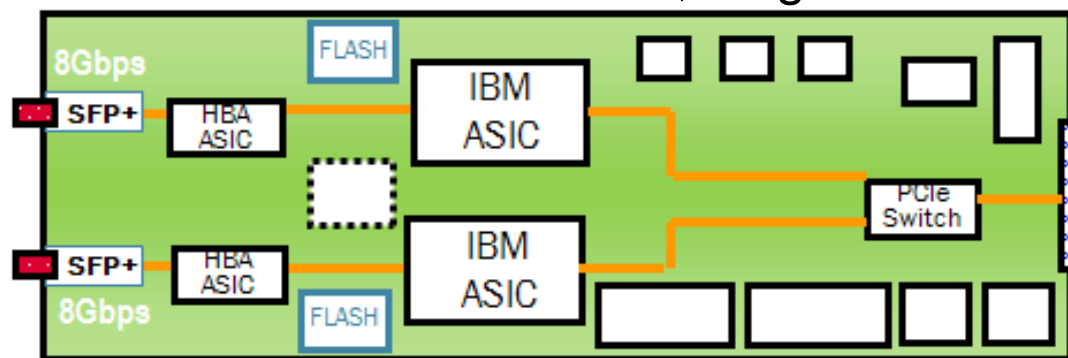 8Gbps
FLASH
SFP+
HBA
ASIC
IBM
ASIC
PCIe
Switch
SFP+
HBA
ASIC
IBM
ASIC
8Gbps
FLASH